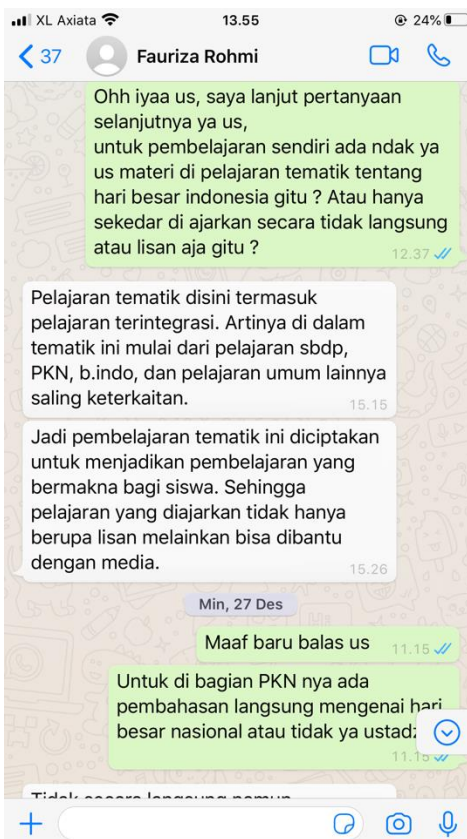 XL Axiata 13.55 24%
37 Fauriza Rohmi
Ohh iyaa us, saya lanjut pertanyaan
selanjutnya ya us,
untuk pembelajaran sendiri ada ndak ya
us materi di pelajaran tematik tentang
hari besar indonesia gitu ? Atau hanya
sekedar di ajarkan secara tidak langsung
atau lisan aja gitu ?
12.37
Pelajaran tematik disini termasuk
pelajaran terintegrasi. Artinya di dalam
tematik ini mulai dari pelajaran sbdp,
PKN, b.indo, dan pelajaran umum lainnya
saling keterkaitan.
15.15
Jadi pembelajaran tematik ini diciptakan
untuk menjadikan pembelajaran yang
bermakna bagi siswa. Sehingga
pelajaran yang diajarkan tidak hanya
berupa lisan melainkan bisa dibantu
dengan media.
15.26
Min, 27 Des
Maaf baru balas us 11.15
Untuk di bagian PKN nya ada
pembahasan langsung mengenai hari
besar nasional atau tidak ya ustadz
11.15
Tidak secara langsung namun